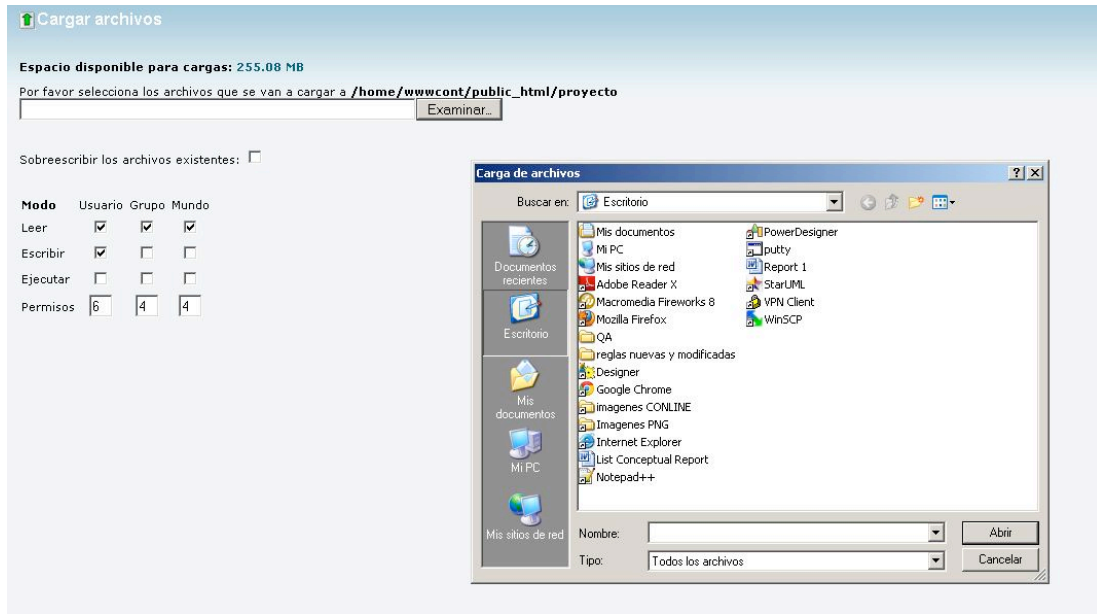 Cargar archivos
Espacio disponible para cargas: 255.08 MB
Por favor selecciona los archivos que se van a cargar a /home/wwwcont/public_html/proyecto
Examinar...
Sobreescribir los archivos existentes:
Modo Usuario Grupo Mundo
Leer
Escribir
Ejecutar
Permisos 6 4 4
Carga de archivos
Buscar en: Escritorio
Documentos recientes
Escritorio
Mis documentos
Mi PC
Mis sitios de red
Mis documentos
Mi PC
Mis sitios de red
Adobe Reader X
Macromedia Fireworks 8
Mozilla Firefox
QA
reglas nuevas y modificadas
Designer
Google Chrome
imagenes CONLINE
Imagenes PNG
Internet Explorer
List Conceptual Report
Notepad++
PowerDesigner
putty
Report 1
StarUML
VPN Client
WinSCP
Nombre:
Abrir
Tipo: Todos los archivos
Cancelar